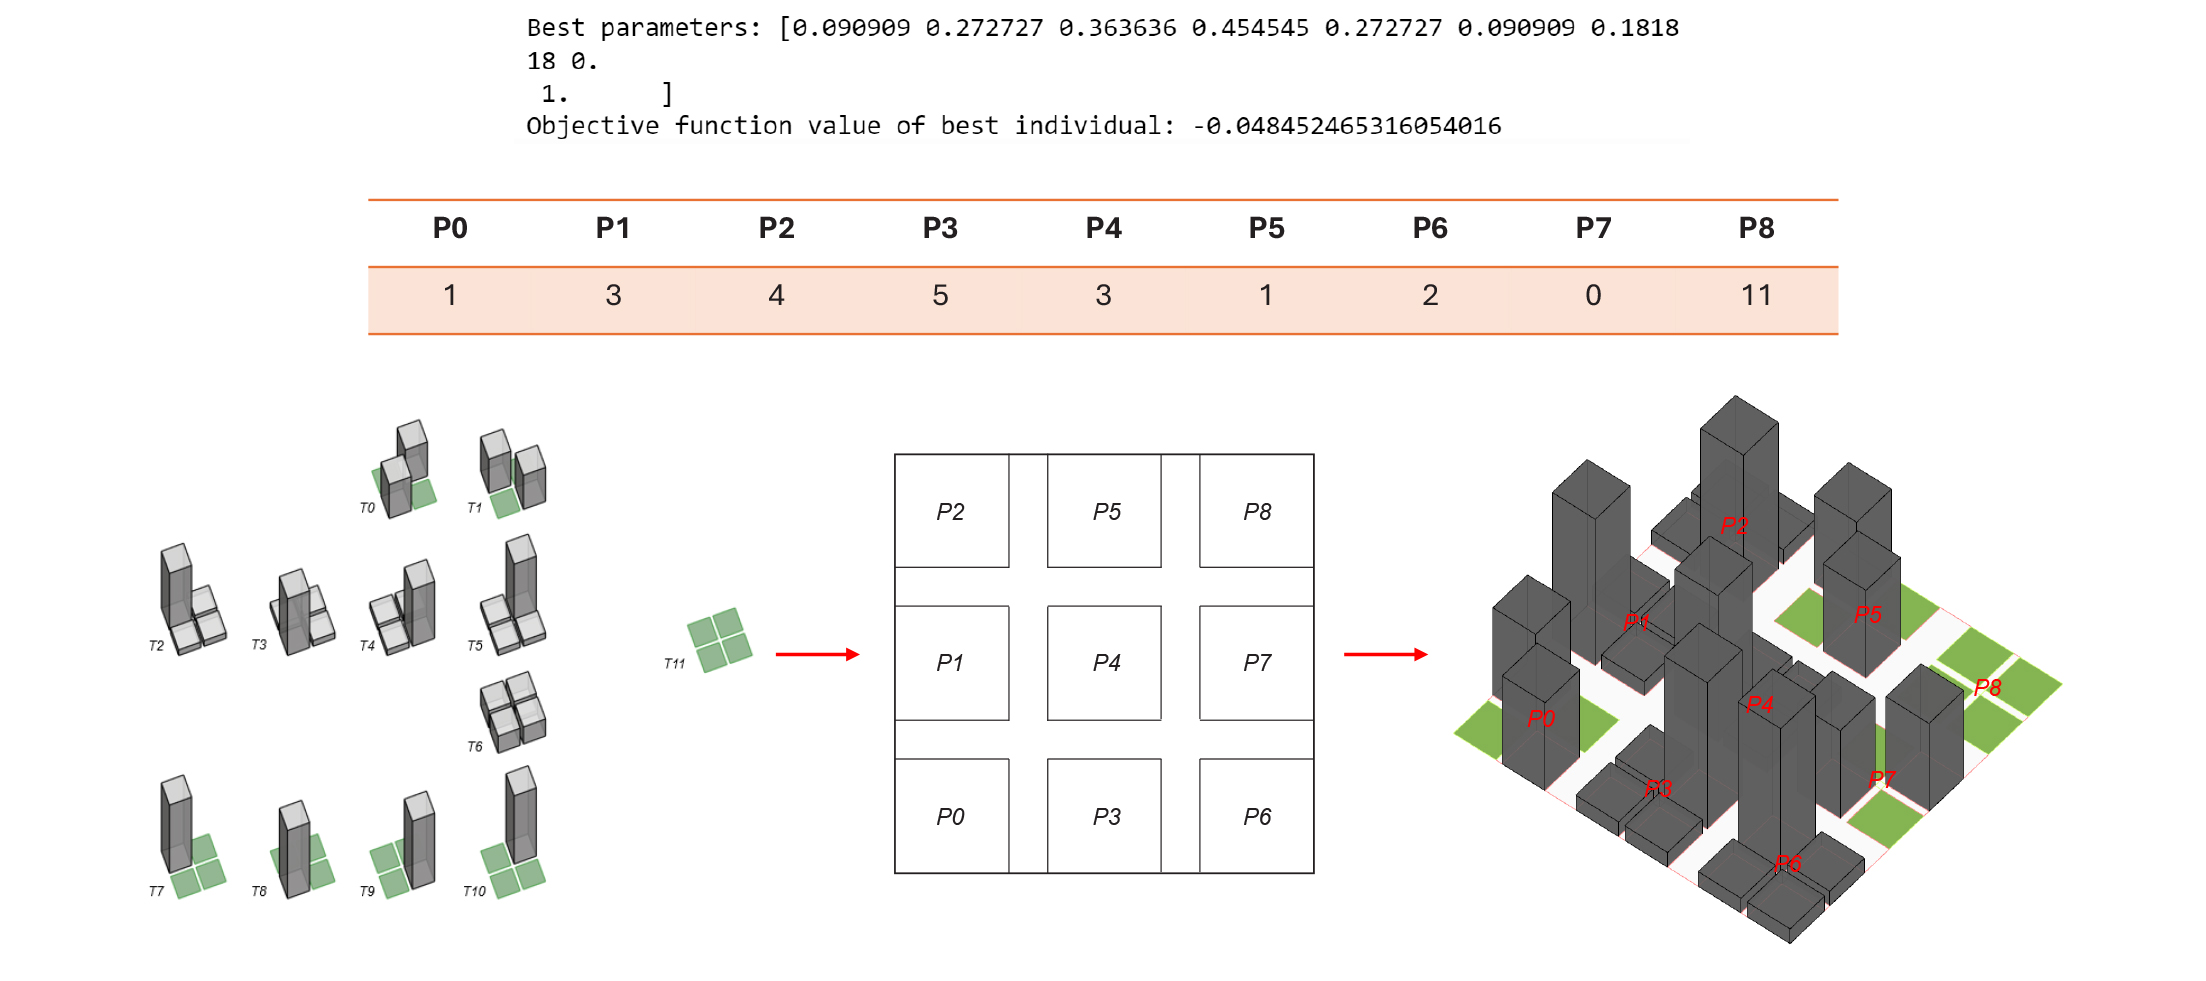 Best parameters: [0.090909 0.272727 0.363636 0.454545 0.272727 0.090909 0.1818
18 0.
1. ]
Objective function value of best individual: -0.048452465316054016
P0 P1 P2 P3 P4 P5 P6 P7 P8
1 3 4 5 3 1 2 0 11
T0 T1
T2 T3 T4 T5
T6
T7 T8 T9 T10
T11
P2 P5 P8
P1 P4 P7
P0 P3 P6
P2
P5
P1
P8
P4
P0
P7
P3
P6